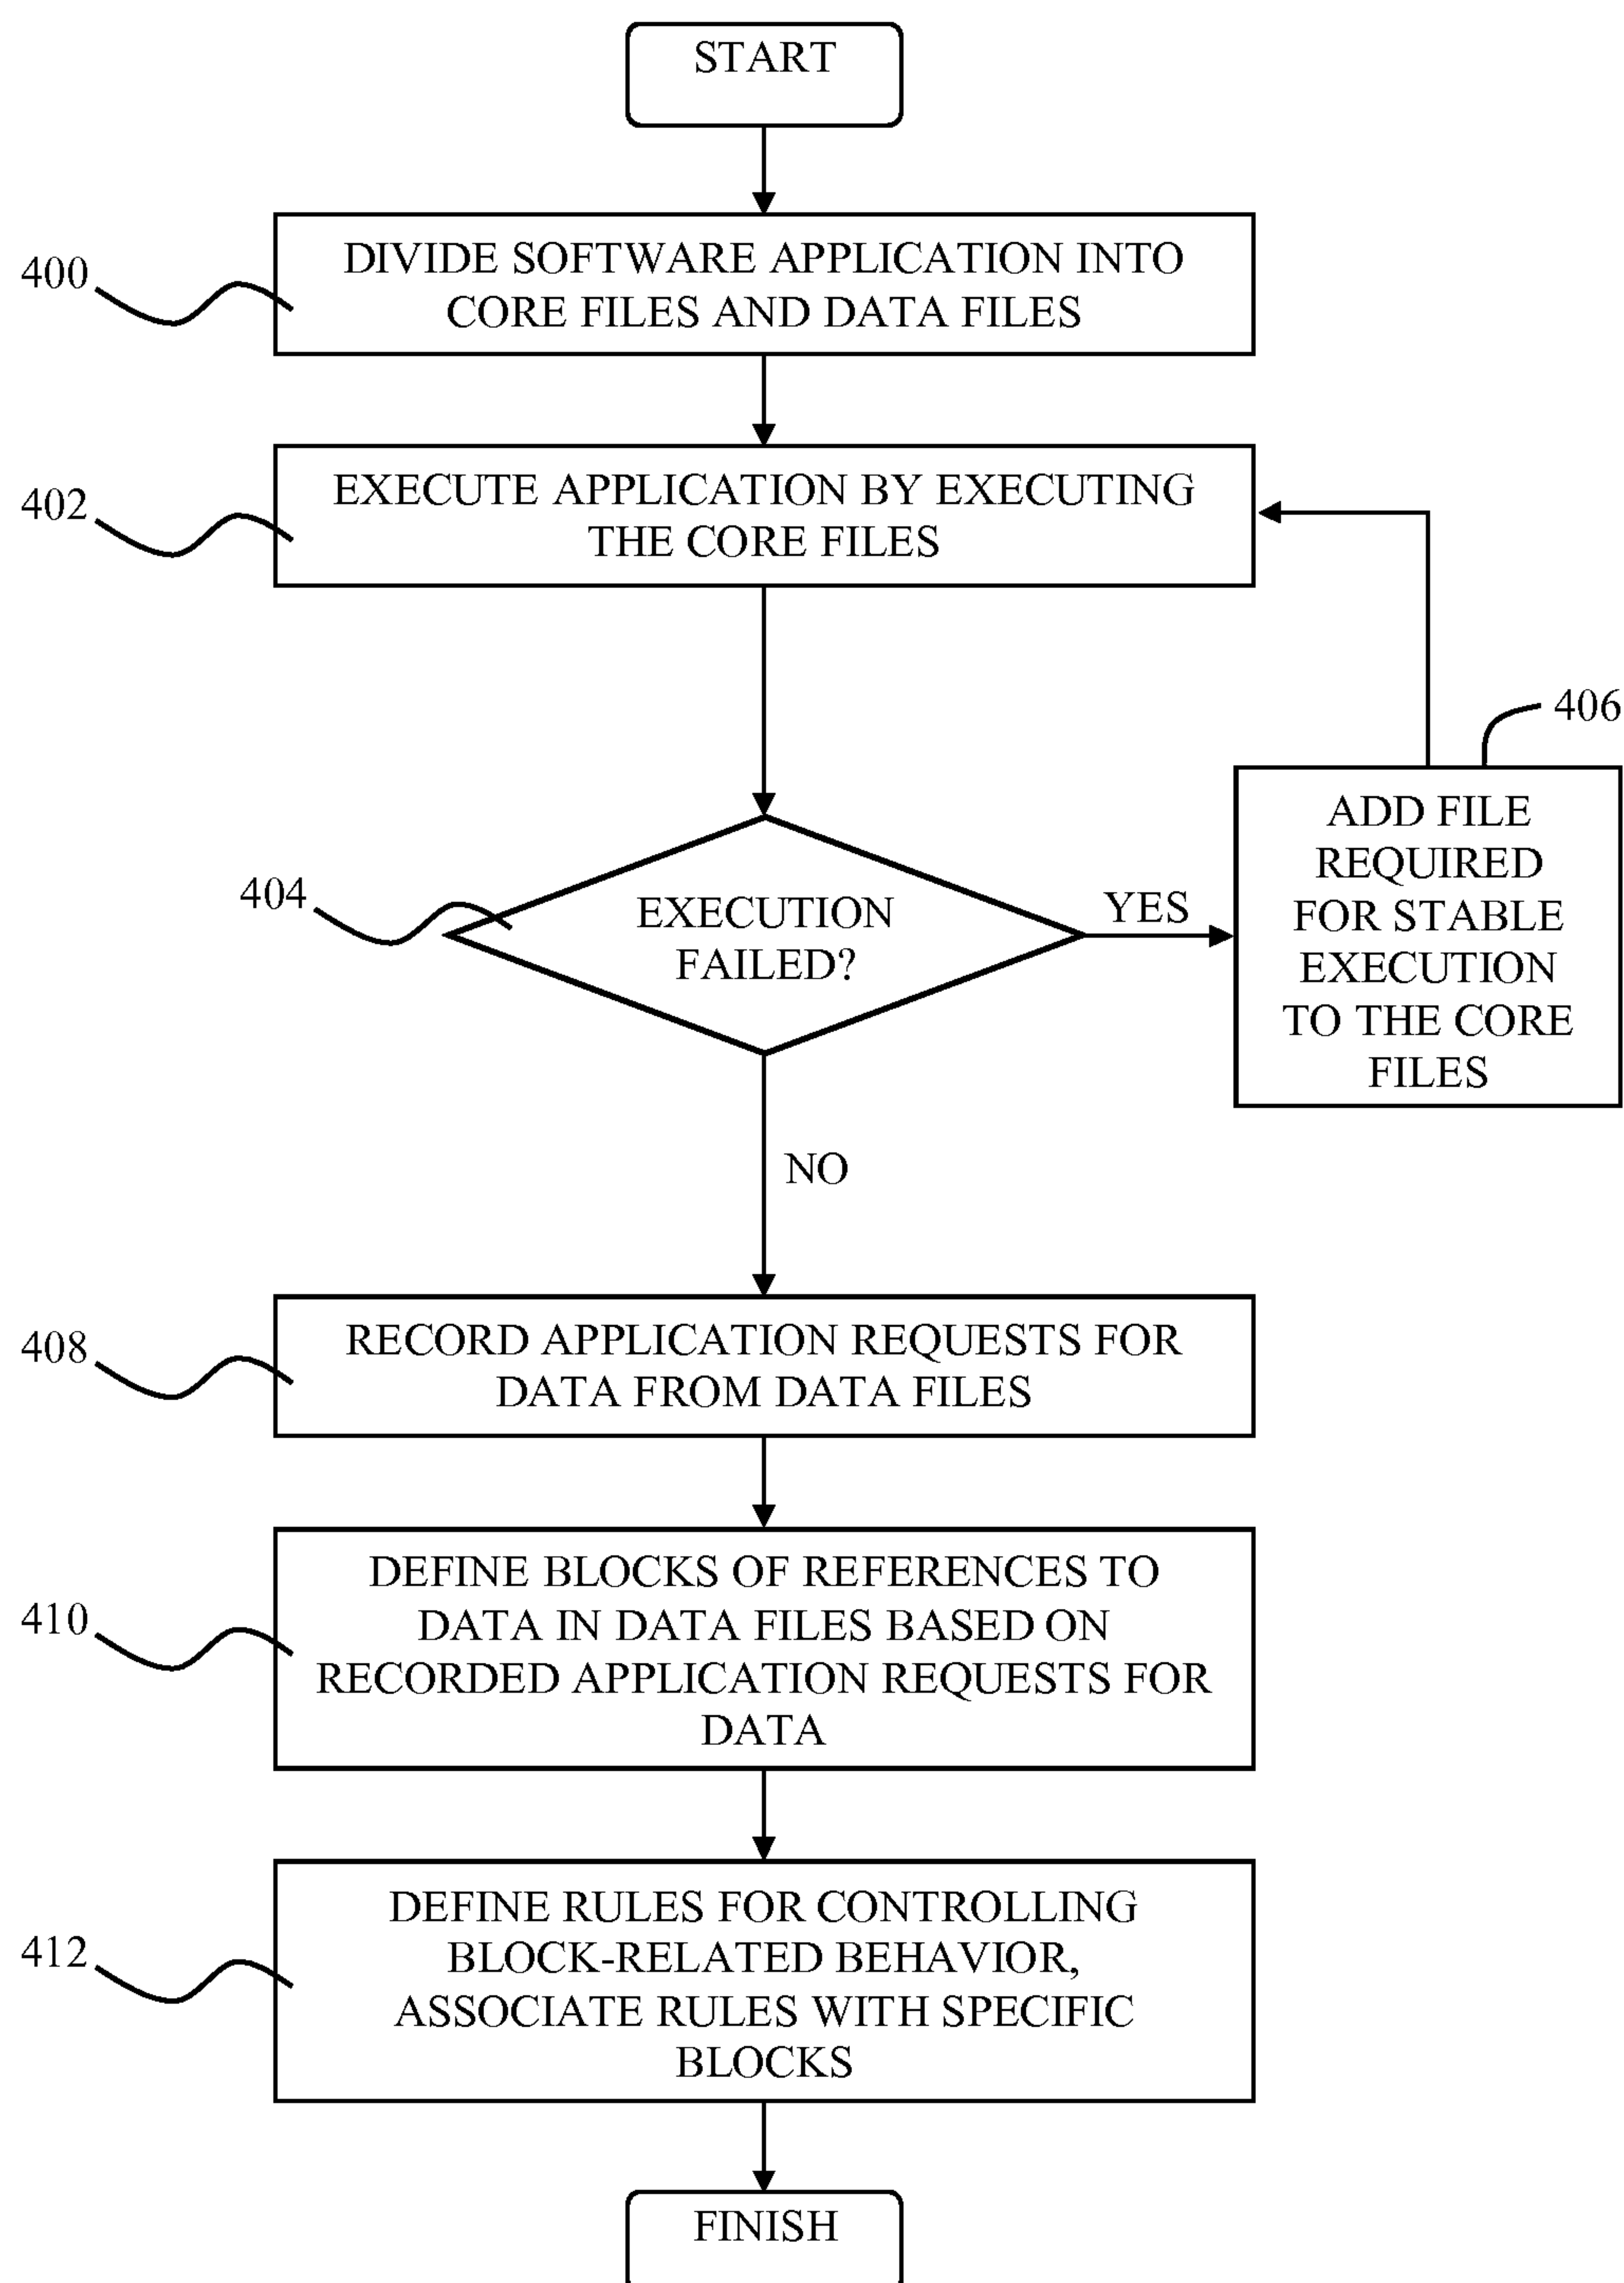 START
400
DIVIDE SOFTWARE APPLICATION INTO
CORE FILES AND DATA FILES
402
EXECUTE APPLICATION BY EXECUTING
THE CORE FILES
406
ADD FILE
REQUIRED
FOR STABLE
EXECUTION
TO THE CORE
FILES
404
EXECUTION
FAILED?
YES
NO
408
RECORD APPLICATION REQUESTS FOR
DATA FROM DATA FILES
410
DEFINE BLOCKS OF REFERENCES TO
DATA IN DATA FILES BASED ON
RECORDED APPLICATION REQUESTS FOR
DATA
412
DEFINE RULES FOR CONTROLLING
BLOCK-RELATED BEHAVIOR,
ASSOCIATE RULES WITH SPECIFIC
BLOCKS
FINISH